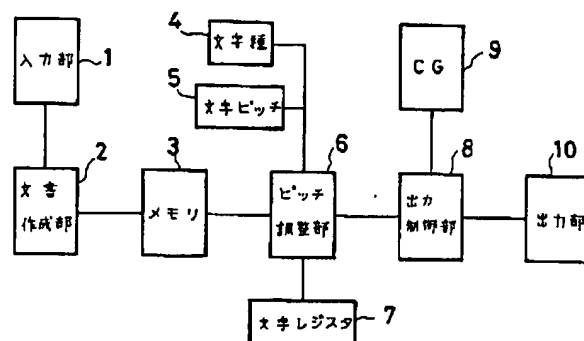 4
文字種
1
入力部
5
文字ピッチ
CG
9
2
文書
作成部
3
メモリ
6
ピッチ
調整部
8
出力
制御部
10
出力部
文字レジスタ
7